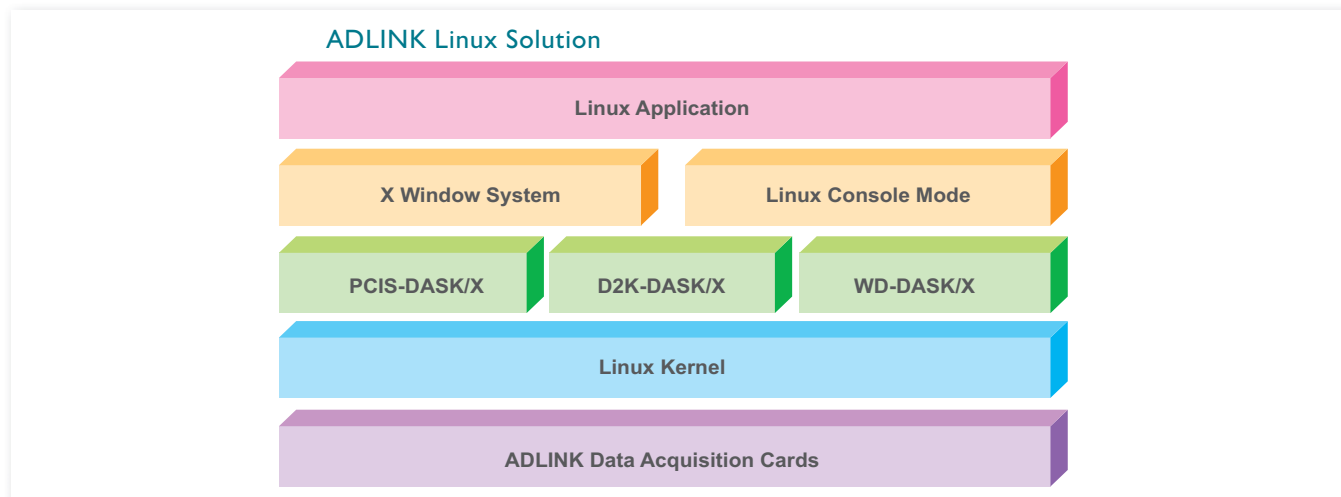 ADLINK Linux Solution
Linux Application
X Window System
Linux Console Mode
PCIS-DASK/X
D2K-DASK/X
WD-DASK/X
Linux Kernel
ADLINK Data Acquisition Cards